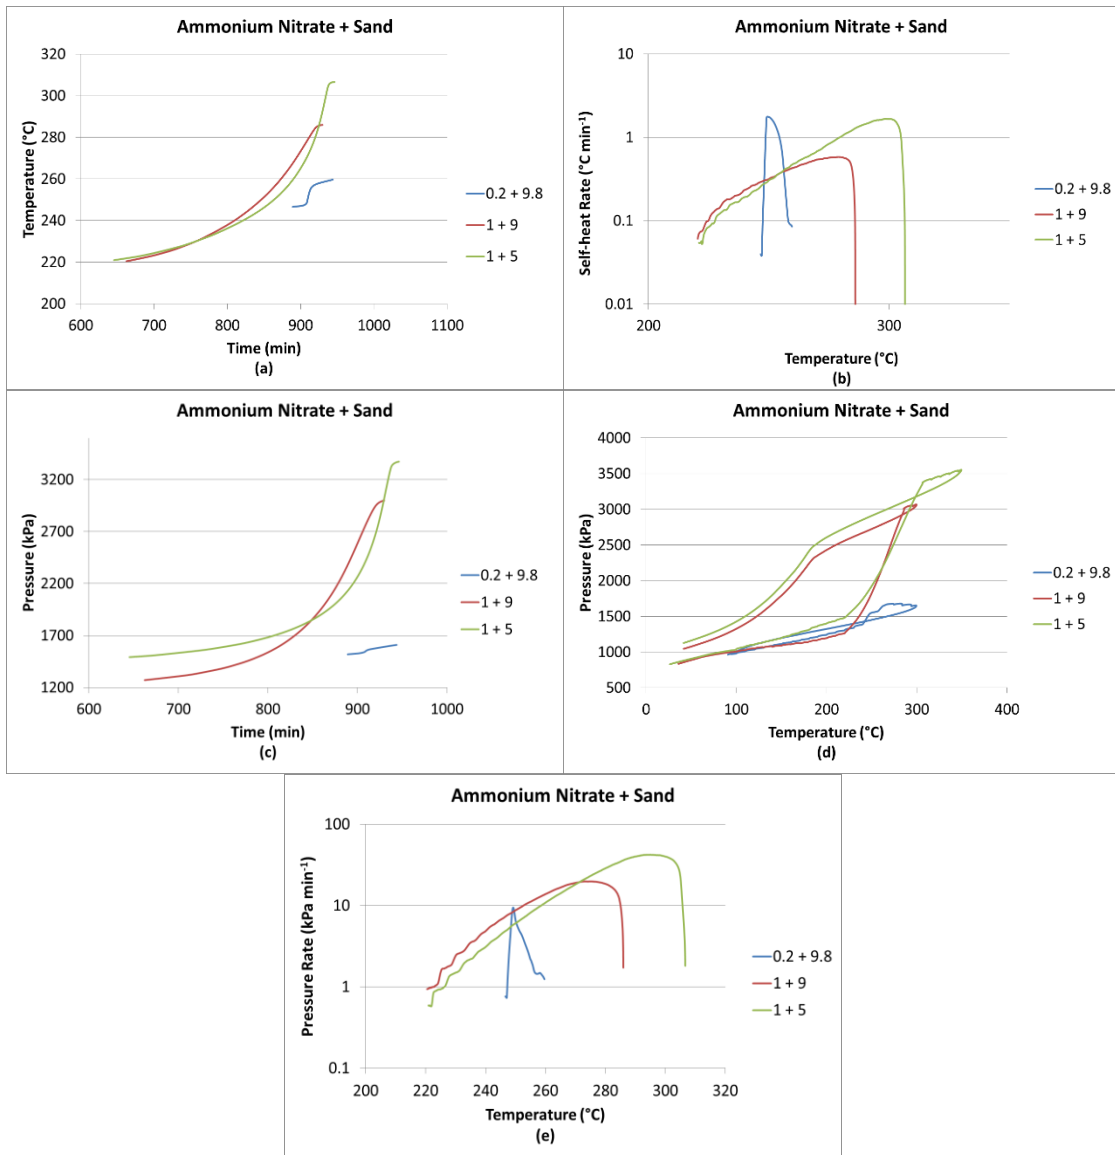 Ammonium Nitrate + Sand
320
300
280
260
240
220
200
600 700 800 900 1000 1100
Temperature (°C)
Time (min)
(a)
0.2 + 9.8
1 + 9
1 + 5
Ammonium Nitrate + Sand
10
1
0.1
0.01
200 300
Self-heat Rate (°C min-1)
Temperature (°C)
(b)
0.2 + 9.8
1 + 9
1 + 5
Ammonium Nitrate + Sand
3200
2700
2200
1700
1200
600 700 800 900 1000
Pressure (kPa)
Time (min)
(c)
0.2 + 9.8
1 + 9
1 + 5
Ammonium Nitrate + Sand
4000
3500
3000
2500
2000
1500
1000
500
0 100 200 300 400
Pressure (kPa)
Temperature (°C)
(d)
0.2 + 9.8
1 + 9
1 + 5
Ammonium Nitrate + Sand
100
10
1
0.1
200 220 240 260 280 300 320
Pressure Rate (kPa min-1)
Temperature (°C)
(e)
0.2 + 9.8
1 + 9
1 + 5